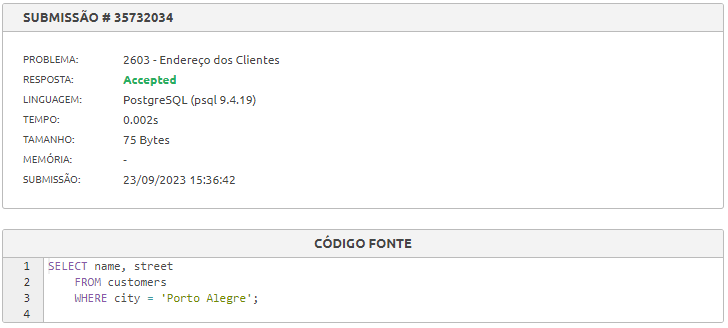 SUBMISSÃO # 35732034
PROBLEMA: 2603 - Endereço dos Clientes
RESPOSTA: Accepted
LINGUAGEM: PostgreSQL (psql 9.4.19)
TEMPO: 0.002s
TAMANHO: 75 Bytes
MEMÓRIA: -
SUBMISSÃO: 23/09/2023 15:36:42
CÓDIGO FONTE
1 SELECT name, street
2     FROM customers
3     WHERE city = 'Porto Alegre';
4